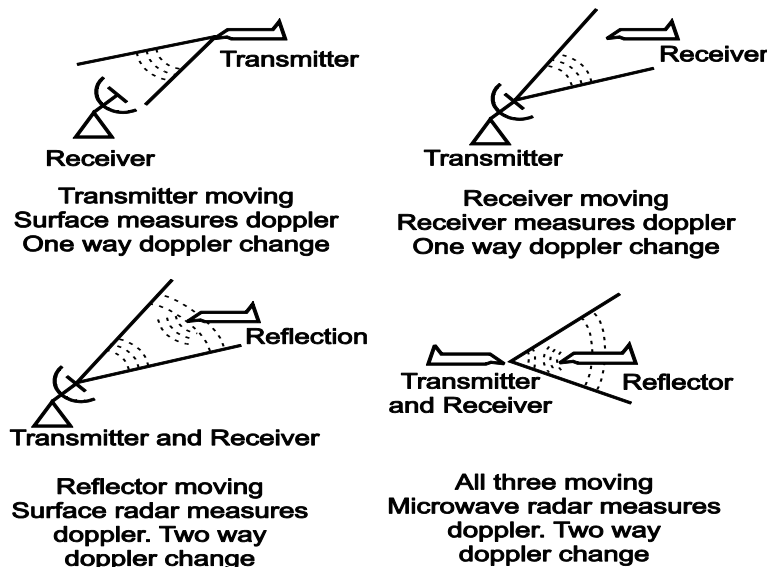 Transmitter
Receiver
Transmitter moving
Surface measures doppler
One way doppler change
Receiver
Transmitter
Receiver moving
Receiver measures doppler
One way doppler change
Reflection
Transmitter and Receiver
Reflector moving
Surface radar measures
doppler. Two way
doppler change
Transmitter
and Receiver
Reflector
All three moving
Microwave radar measures
doppler. Two way
doppler change